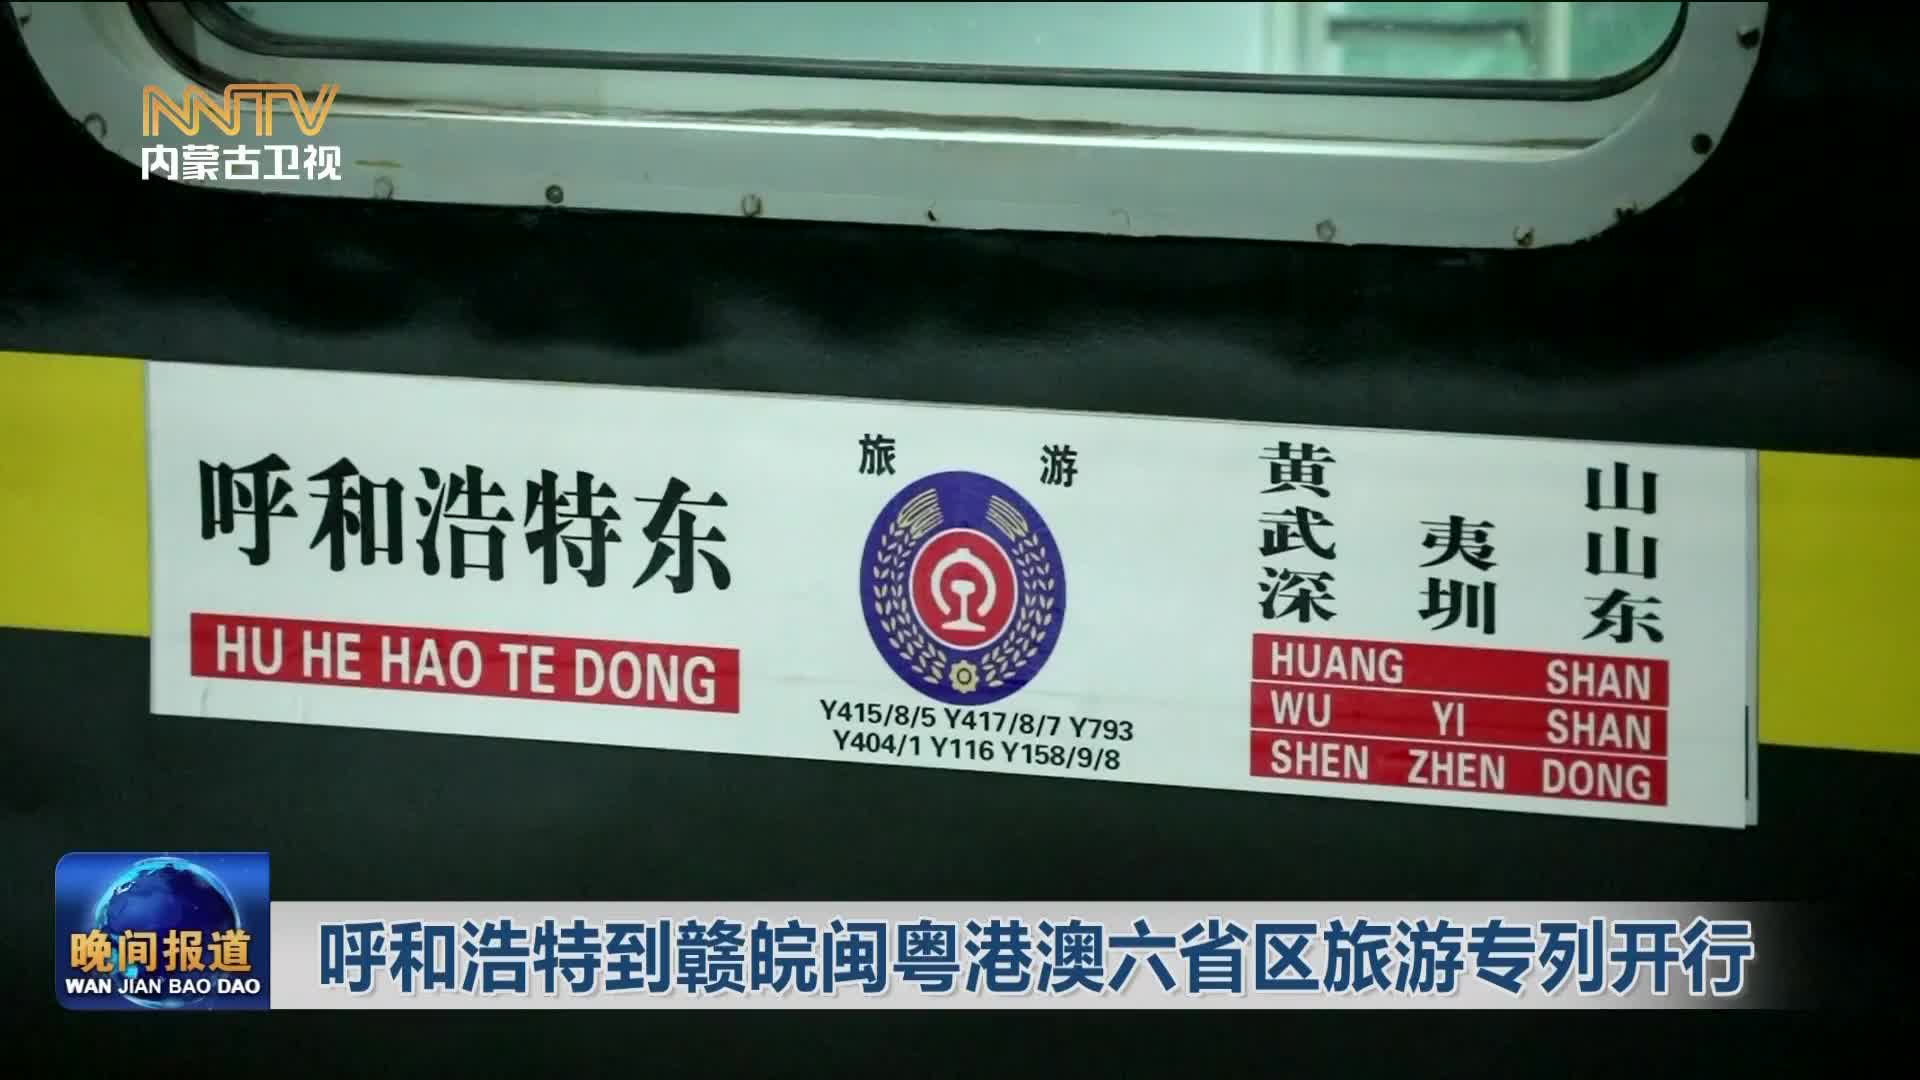 NNTV
内蒙古卫视
旅 游
呼和浩特东
HU HE HAO TE DONG
Y415/8/5 Y417/8/7 Y793
Y404/1 Y116 Y158/9/8
黄 山
武 夷 山
深 圳 东
HUANG SHAN
WU YI SHAN
SHEN ZHEN DONG
晚间报道
WAN JIAN BAO DAO
呼和浩特到赣皖闽粤港澳六省区旅游专列开行